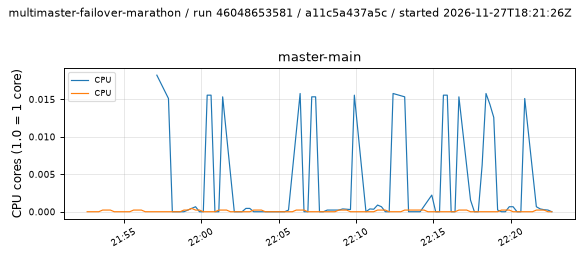 multimaster-failover-marathon / run 46048653581 / a11c5a437a5c / started 2026-11-27T18:21:26Z
master-main
CPU
CPU
CPU cores (1.0 = 1 core)
0.015
0.010
0.005
0.000
21:55
22:00
22:05
22:10
22:15
22:20